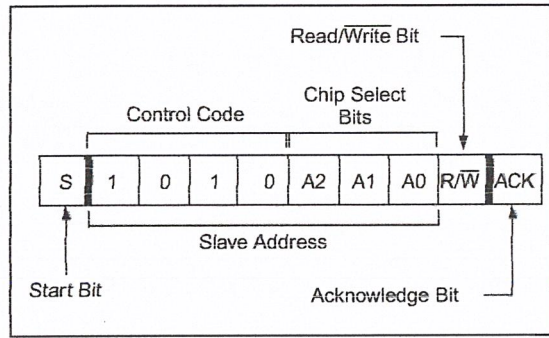 Read/Write Bit
Chip Select
Bits
Control Code
S 1 0 1 0 A2 A1 A0 R/W ACK
Slave Address
Start Bit
Acknowledge Bit